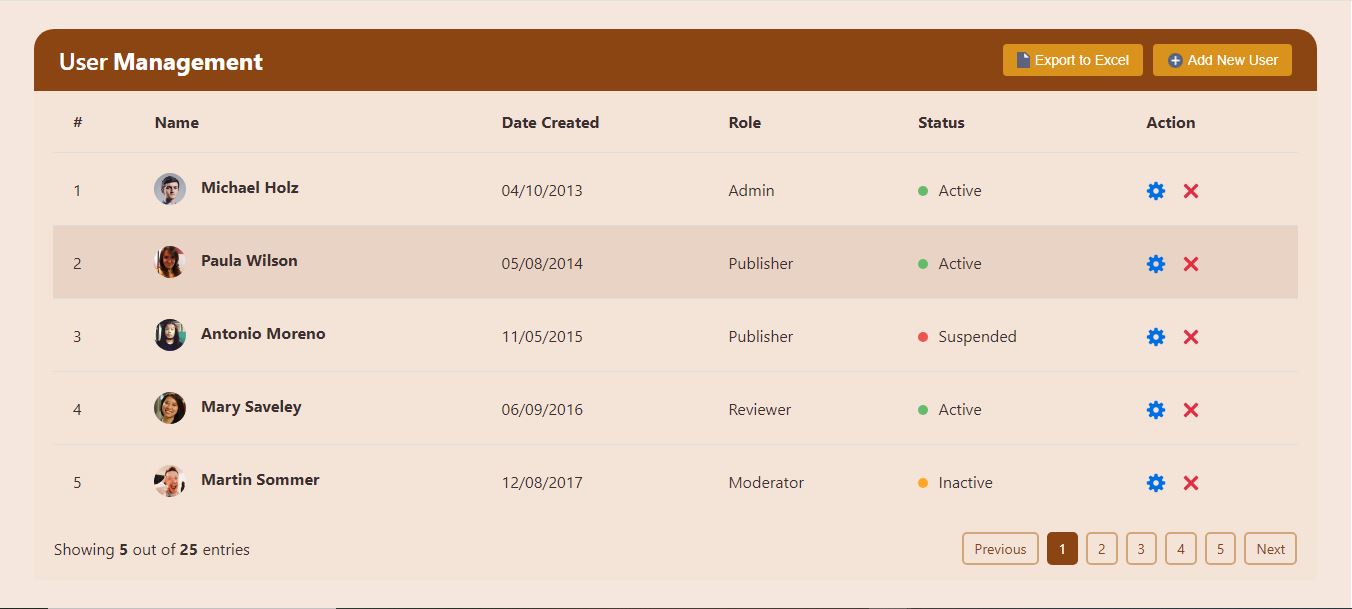 User Management Export to Excel Add New User
# Name Date Created Role Status Action
1 Michael Holz 04/10/2013 Admin Active
2 Paula Wilson 05/08/2014 Publisher Active
3 Antonio Moreno 11/05/2015 Publisher Suspended
4 Mary Saveley 06/09/2016 Reviewer Active
5 Martin Sommer 12/08/2017 Moderator Inactive
Showing 5 out of 25 entries Previous 1 2 3 4 5 Next